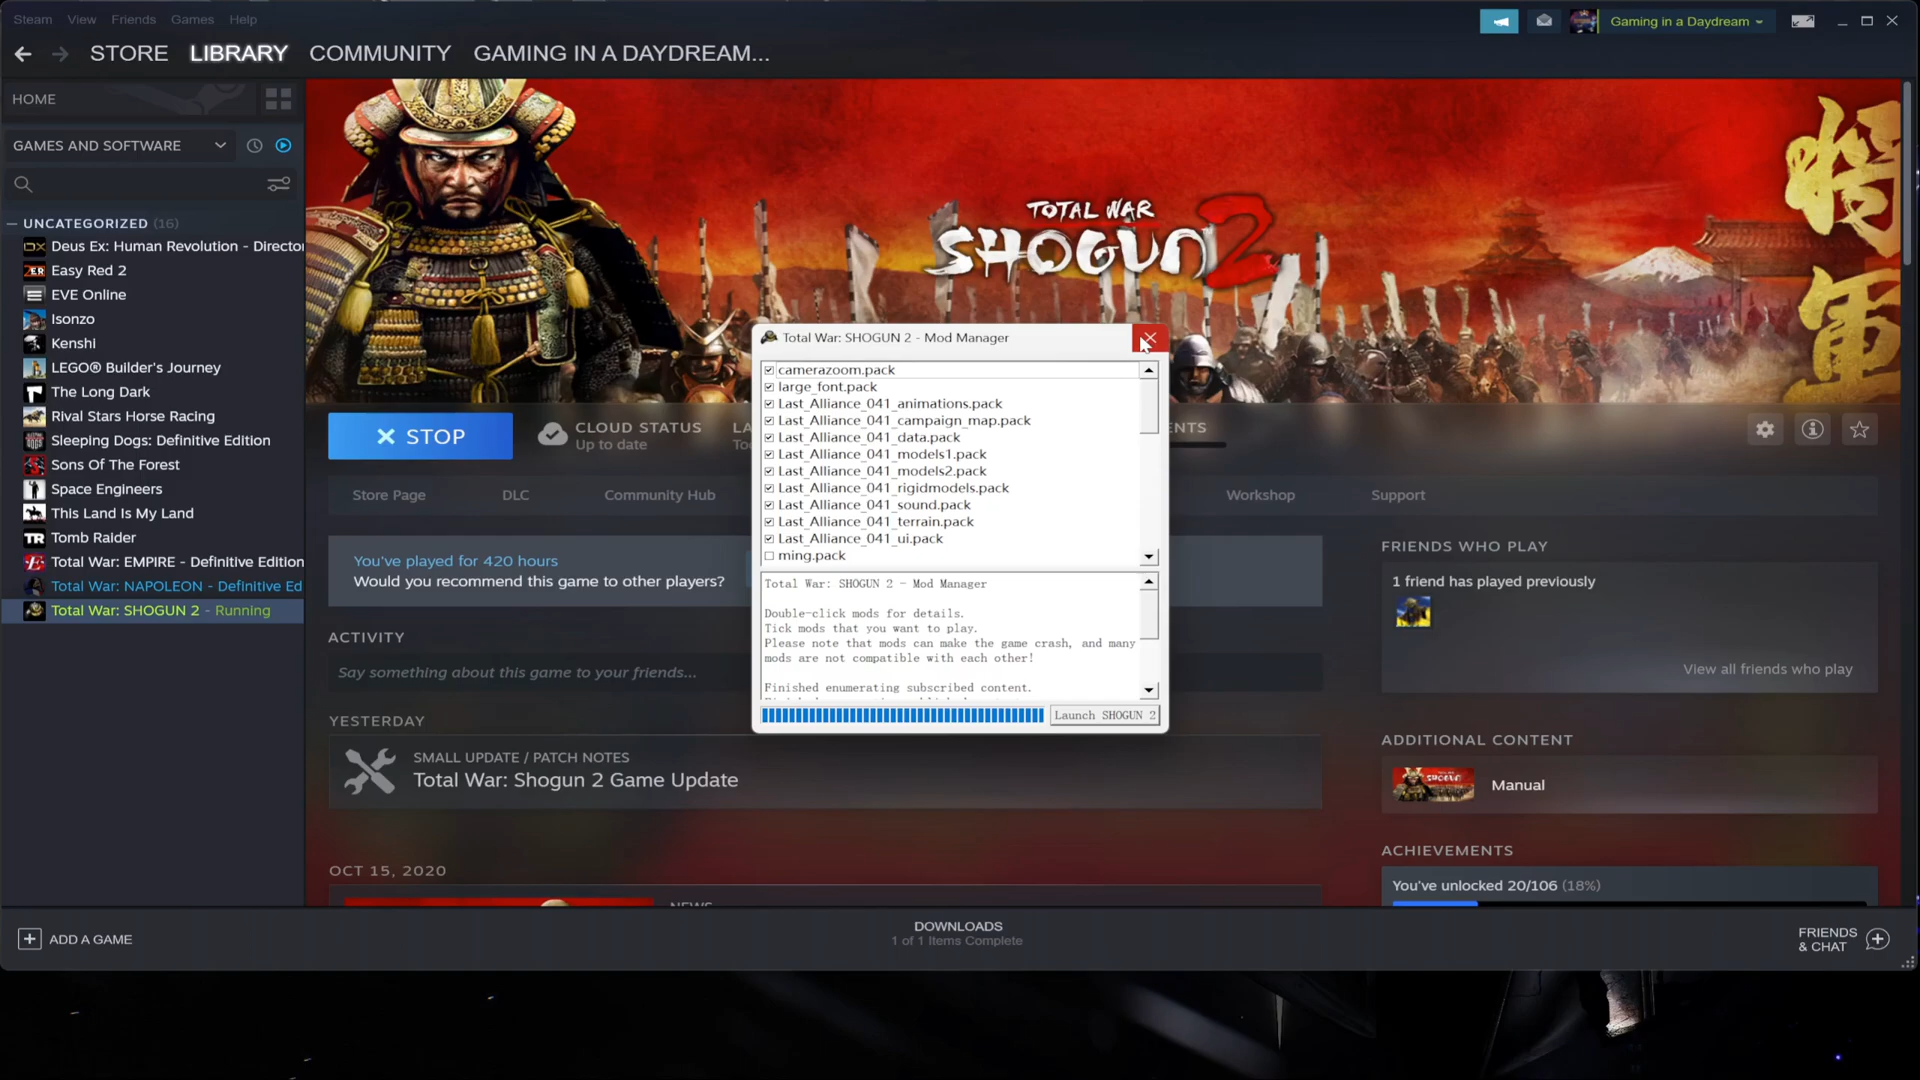 Steam View Friends Games Help
Gaming in a Daydream
STORE LIBRARY COMMUNITY GAMING IN A DAYDREAM...
HOME
GAMES AND SOFTWARE
UNCATEGORIZED (16)
Deus Ex: Human Revolution - Director
Easy Red 2
EVE Online
Isonzo
Kenshi
LEGO® Builder's Journey
The Long Dark
Rival Stars Horse Racing
Sleeping Dogs: Definitive Edition
Sons Of The Forest
Space Engineers
This Land Is My Land
TR Tomb Raider
Total War: EMPIRE - Definitive Edition
Total War: NAPOLEON - Definitive Ed
Total War: SHOGUN 2 - Running
TOTAL WAR
SHOGUN 2
将軍
Total War: SHOGUN 2 - Mod Manager
camerazoom.pack
large_font.pack
Last_Alliance_041_animations.pack
Last_Alliance_041_campaign_map.pack
Last_Alliance_041_data.pack
Last_Alliance_041_models1.pack
Last_Alliance_041_models2.pack
Last_Alliance_041_rigidmodels.pack
Last_Alliance_041_sound.pack
Last_Alliance_041_terrain.pack
Last_Alliance_041_ui.pack
ming.pack
Total War: SHOGUN 2 - Mod Manager
Double-click mods for details.
Tick mods that you want to play.
Please note that mods can make the game crash, and many
mods are not compatible with each other!
Finished enumerating subscribed content.
Launch SHOGUN 2
STOP
CLOUD STATUS
Up to date
Store Page DLC Community Hub Workshop Support
You've played for 420 hours
Would you recommend this game to other players?
ACTIVITY
Say something about this game to your friends...
YESTERDAY
SMALL UPDATE / PATCH NOTES
Total War: Shogun 2 Game Update
OCT 15, 2020
NEWS
FRIENDS WHO PLAY
1 friend has played previously
View all friends who play
ADDITIONAL CONTENT
Manual
ACHIEVEMENTS
You've unlocked 20/106 (18%)
ADD A GAME
DOWNLOADS
1 of 1 Items Complete
FRIENDS
& CHAT